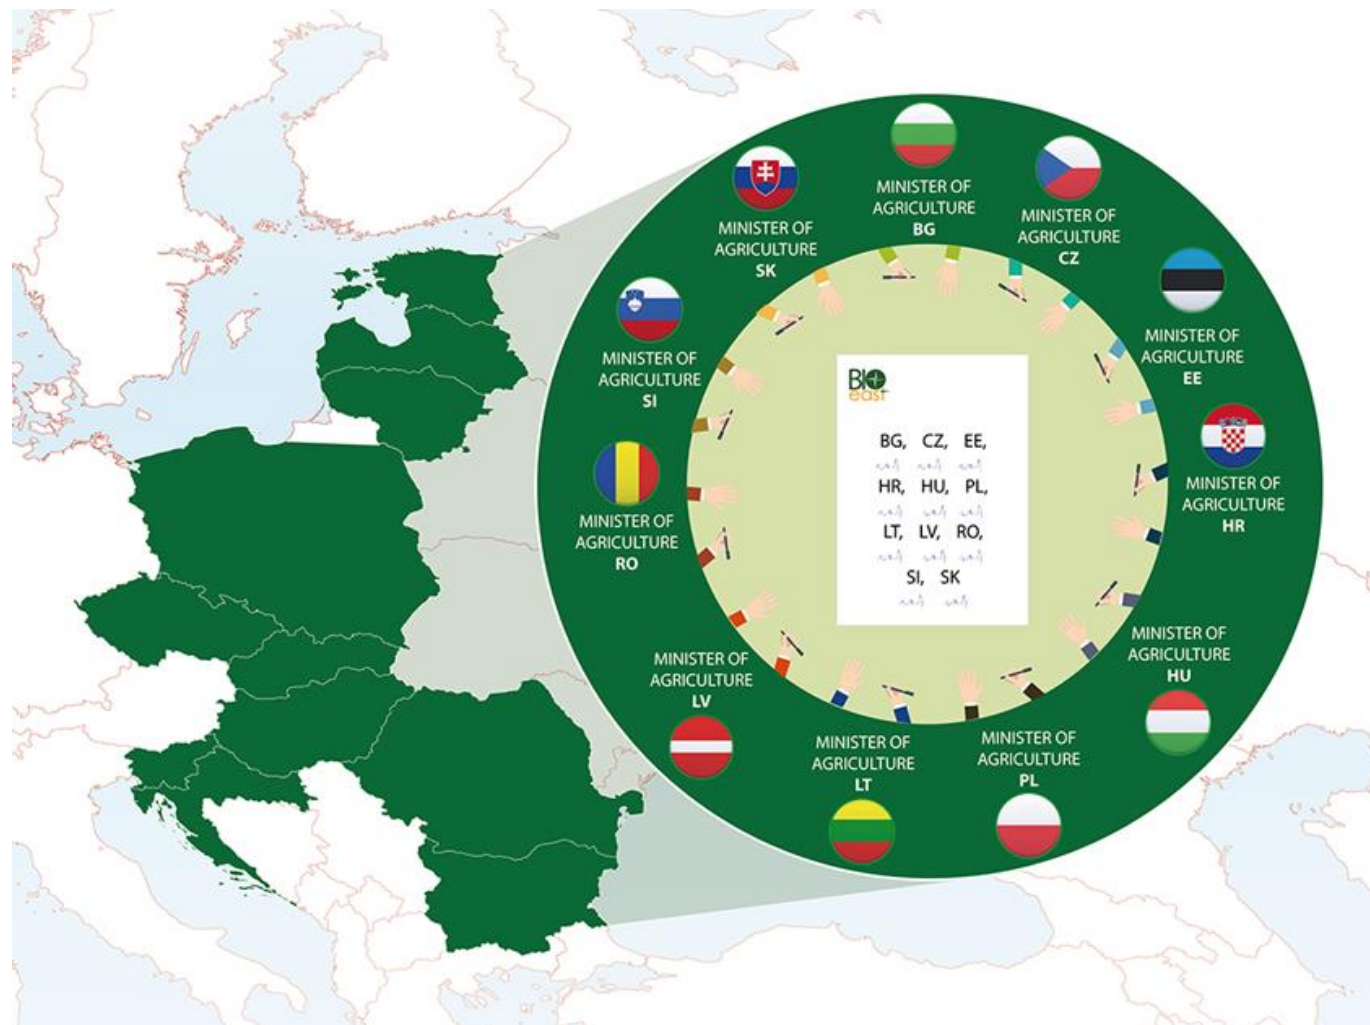 MINISTER OF
AGRICULTURE
BG
MINISTER OF
AGRICULTURE
CZ
MINISTER OF
AGRICULTURE
EE
MINISTER OF
AGRICULTURE
HR
MINISTER OF
AGRICULTURE
HU
MINISTER OF
AGRICULTURE
PL
MINISTER OF
AGRICULTURE
LT
MINISTER OF
AGRICULTURE
LV
MINISTER OF
AGRICULTURE
RO
MINISTER OF
AGRICULTURE
SI
MINISTER OF
AGRICULTURE
SK
BIO
east
BG, CZ, EE,
HR, HU, PL,
LT, LV, RO,
SI, SK